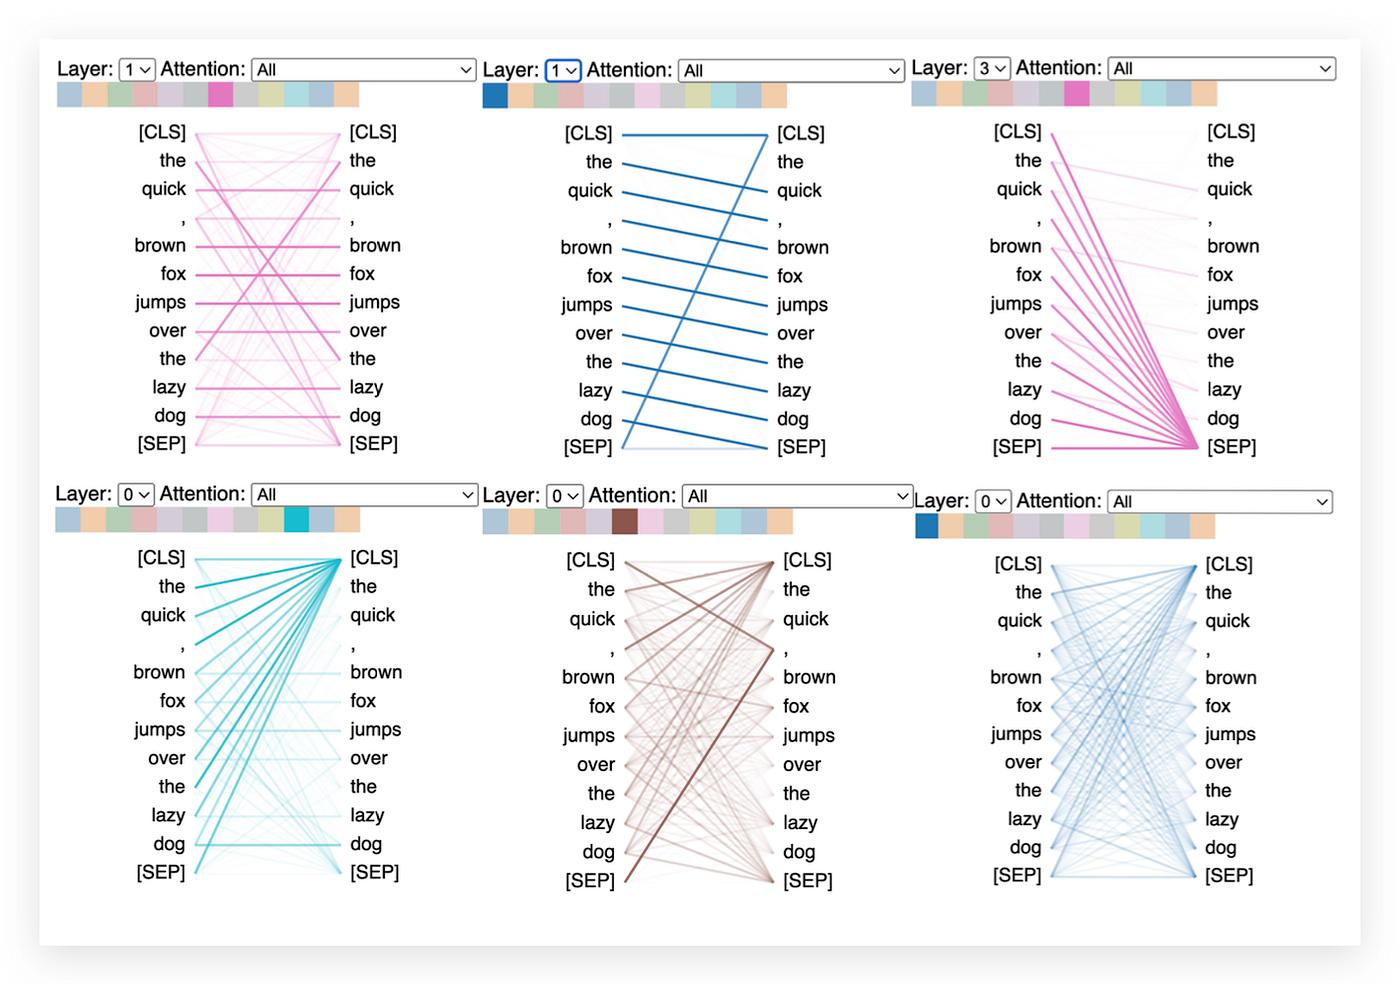 Layer: 1 Attention: All
[CLS] [CLS]
the the
quick quick
, ,
brown brown
fox fox
jumps jumps
over over
the the
lazy lazy
dog dog
[SEP] [SEP]
Layer: 1 Attention: All
[CLS] [CLS]
the the
quick quick
, ,
brown brown
fox fox
jumps jumps
over over
the the
lazy lazy
dog dog
[SEP] [SEP]
Layer: 3 Attention: All
[CLS] [CLS]
the the
quick quick
, ,
brown brown
fox fox
jumps jumps
over over
the the
lazy lazy
dog dog
[SEP] [SEP]
Layer: 0 Attention: All
[CLS] [CLS]
the the
quick quick
, ,
brown brown
fox fox
jumps jumps
over over
the the
lazy lazy
dog dog
[SEP] [SEP]
Layer: 0 Attention: All
[CLS] [CLS]
the the
quick quick
, ,
brown brown
fox fox
jumps jumps
over over
the the
lazy lazy
dog dog
[SEP] [SEP]
Layer: 0 Attention: All
[CLS] [CLS]
the the
quick quick
, ,
brown brown
fox fox
jumps jumps
over over
the the
lazy lazy
dog dog
[SEP] [SEP]